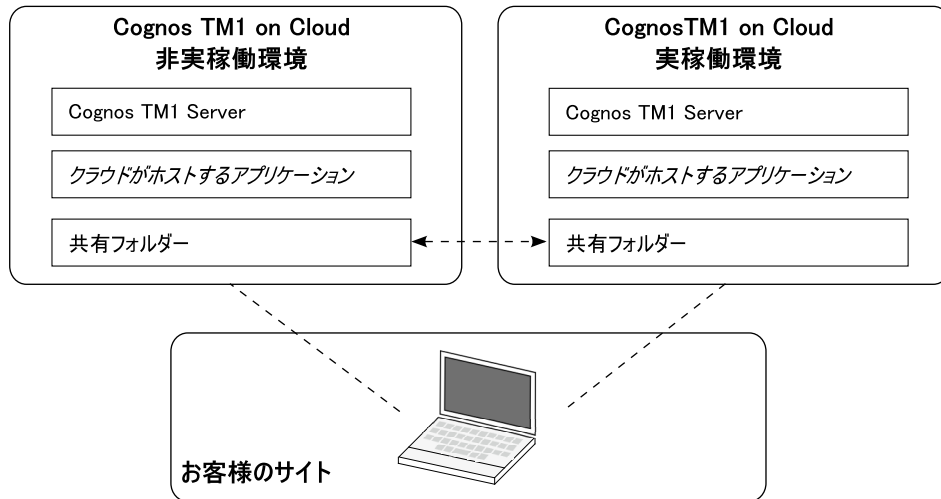 Cognos TM1 on Cloud
非実稼働環境
Cognos TM1 Server
クラウドがホストするアプリケーション
共有フォルダー
CognosTM1 on Cloud
実稼働環境
Cognos TM1 Server
クラウドがホストするアプリケーション
共有フォルダー
お客様のサイト